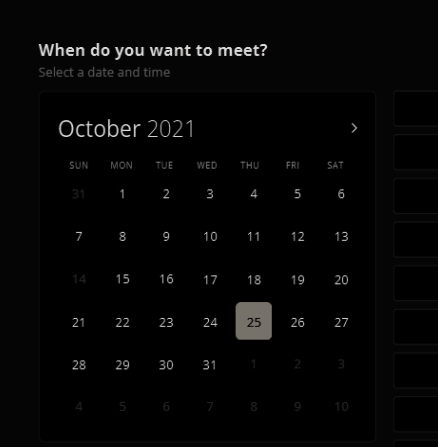 When do you want to meet?
Select a date and time
October 2021
SUN MON TUE WED THU FRI SAT
31 1 2 3 4 5 6
7 8 9 10 11 12 13
14 15 16 17 18 19 20
21 22 23 24 25 26 27
28 29 30 31 1 2 3
4 5 6 7 8 9 10